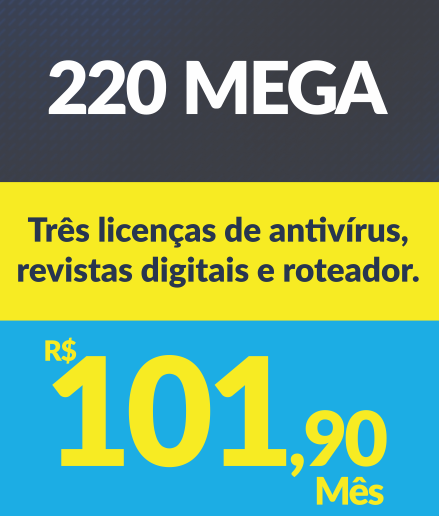 220 MEGA
Três licenças de antivírus,
revistas digitais e roteador.
R$
101,90
Mês